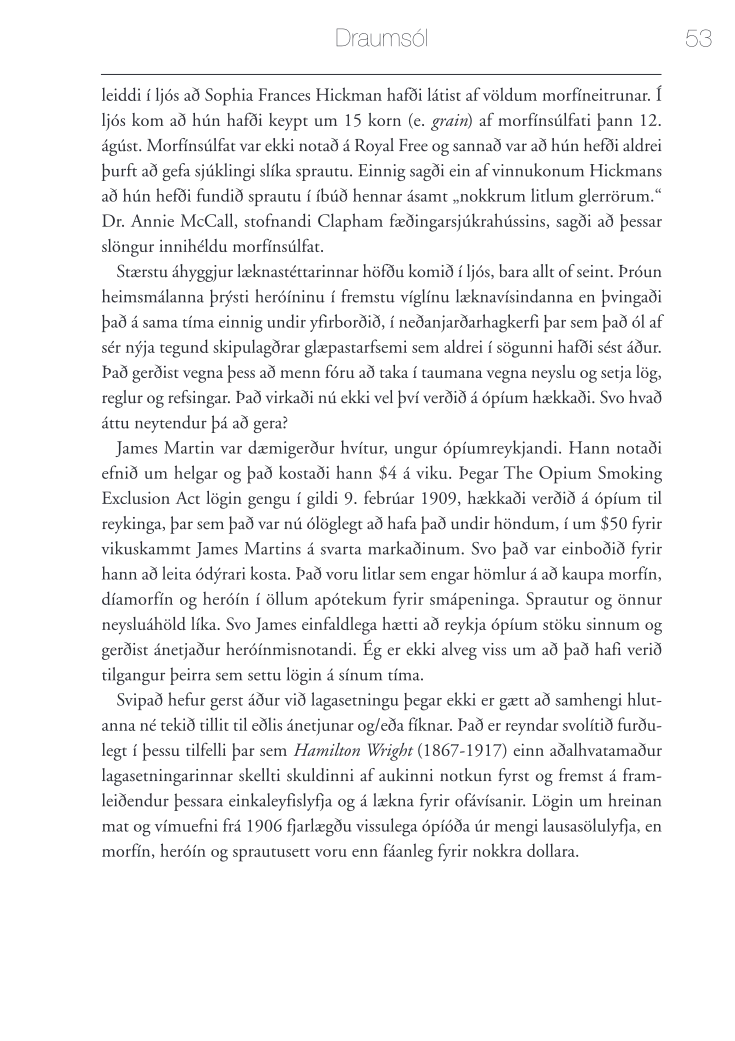 Draumsól 53
leiddi í ljós að Sophia Frances Hickman hafði látist af völdum morfíneitrunar. Í
ljós kom að hún hafði keypt um 15 korn (e. grain) af morfínsúlfati þann 12.
ágúst. Morfínsúlfat var ekki notað á Royal Free og sannað var að hún hefði aldrei
þurft að gefa sjúklingi slíka sprautu. Einnig sagði ein af vinnukonum Hickmans
að hún hefði fundið sprautu í íbúð hennar ásamt „nokkrum litlum glerrörum.“
Dr. Annie McCall, stofnandi Clapham fæðingarsjúkrahússins, sagði að þessar
slöngur innihéldu morfínsúlfat.
Stærstu áhyggjur læknastéttarinnar höfðu komið í ljós, bara allt of seint. Þróun
heimsmálanna þrýsti heróíninu í fremstu víglínu læknavísindanna en þvingaði
það á sama tíma einnig undir yfirborðið, í neðanjarðarhagkerfi þar sem það ól af
sér nýja tegund skipulagðrar glæpastarfsemi sem aldrei í sögunni hafði sést áður.
Það gerðist vegna þess að menn fóru að taka í taumana vegna neyslu og setja lög,
reglur og refsingar. Það virkaði nú ekki vel því verðið á ópíum hækkaði. Svo hvað
áttu neytendur þá að gera?
James Martin var dæmigerður hvítur, ungur ópíumreykjandi. Hann notaði
efnið um helgar og það kostaði hann $4 á viku. Þegar The Opium Smoking
Exclusion Act lögin gengu í gildi 9. febrúar 1909, hækkaði verðið á ópíum til
reykinga, þar sem það var nú ólöglegt að hafa það undir höndum, í um $50 fyrir
vikuskammt James Martins á svarta markaðinum. Svo það var einboðið fyrir
hann að leita ódýrari kosta. Það voru litlar sem engar hömlur á að kaupa morfín,
díamorfín og heróín í öllum apótekum fyrir smápeninga. Sprautur og önnur
neysluáhöld líka. Svo James einfaldlega hætti að reykja ópíum stöku sinnum og
gerðist ánetjaður heróínmisnotandi. Ég er ekki alveg viss um að það hafi verið
tilgangur þeirra sem settu lögin á sínum tíma.
Svipað hefur gerst áður við lagasetningu þegar ekki er gætt að samhengi hlut-
anna né tekið tillit til eðlis ánetjunar og/eða fíknar. Það er reyndar svolítið furðu-
legt í þessu tilfelli þar sem Hamilton Wright (1867-1917) einn aðalhvatamaður
lagasetningarinnar skellti skuldinni af aukinni notkun fyrst og fremst á fram-
leiðendur þessara einkaleyfislyfja og á lækna fyrir ofávísanir. Lögin um hreinan
mat og vímuefni frá 1906 fjarlægðu vissulega ópíóða úr mengi lausasölulyfja, en
morfín, heróín og sprautusett voru enn fáanleg fyrir nokkra dollara.